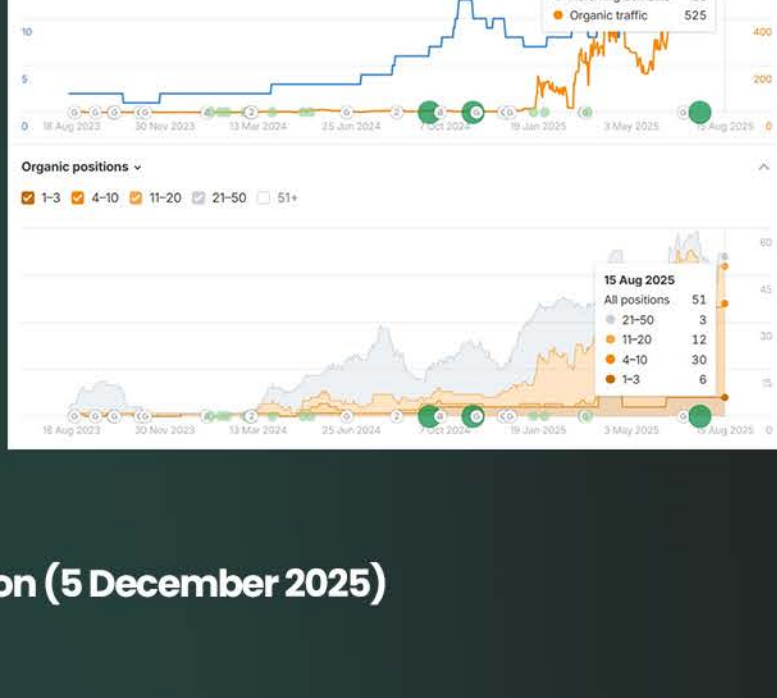 Organic traffic 525
10 400
5 200
0 18 Aug 2023 30 Nov 2023 13 Mar 2024 25 Jun 2024 7 Oct 2024 19 Jan 2025 3 May 2025 15 Aug 2025 0
Organic positions
1–3 4–10 11–20 21–50 51+
60
45
30
15
15 Aug 2025
All positions 51
21–50 3
11–20 12
4–10 30
1–3 6
18 Aug 2023 30 Nov 2023 13 Mar 2024 25 Jun 2024 7 Oct 2024 19 Jan 2025 3 May 2025 15 Aug 2025 0
on (5 December 2025)